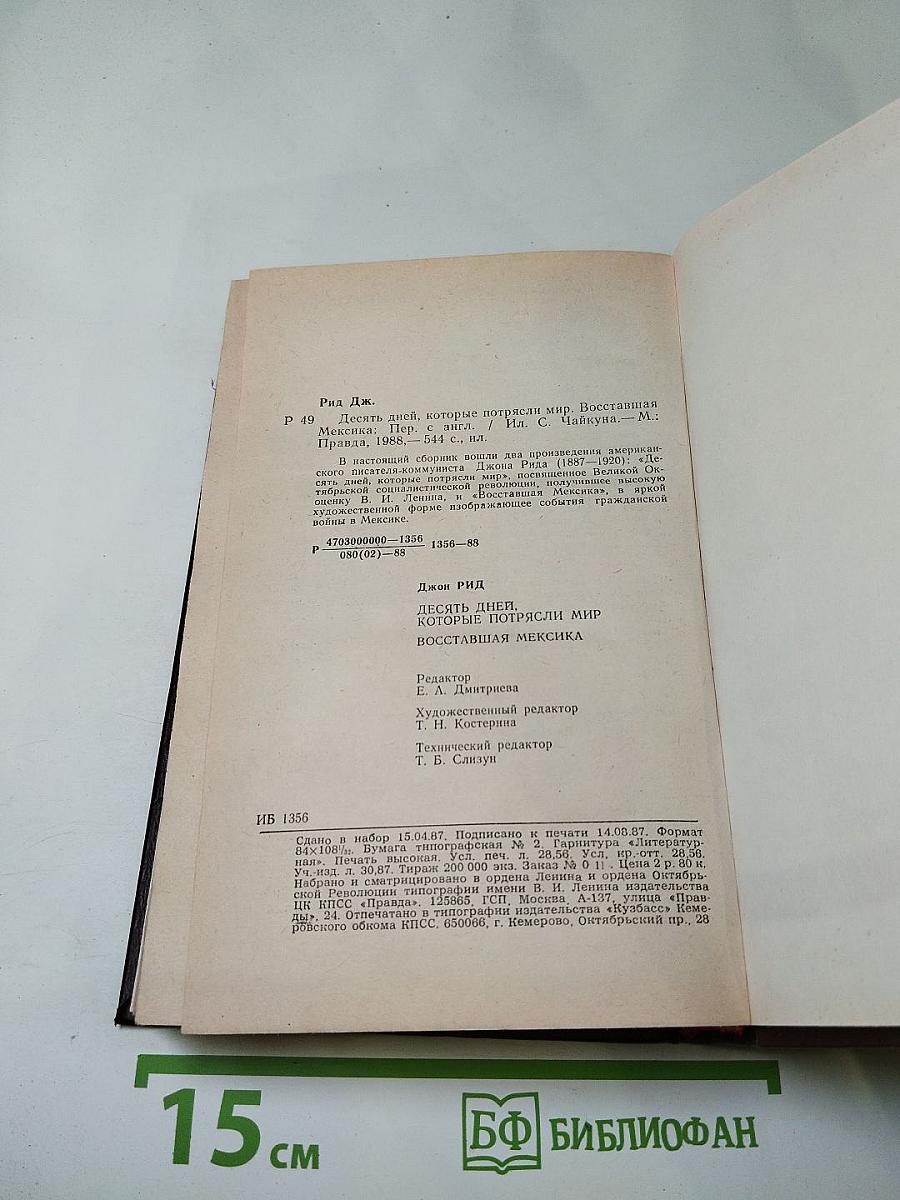 Рид Дж.
Р 49 Десять дней, которые потрясли мир. Восставшая
Мексика: Пер. с англ. / Ил. С. Чайкуна.— М.:
Правда, 1988,— 544 с., ил.
В настоящий сборник вошли два произведения американ-
ского писателя-коммуниста Джона Рида (1887—1920): «Де-
сять дней, которые потрясли мир», посвященное Великой Ок-
тябрьской социалистической революции, получившее высокую
оценку В. И. Ленина, и «Восставшая Мексика», в яркой
художественной форме изображающее события гражданской
войны в Мексике.
Р 4703000000—1356
080(02)—88
1356—88
Джон РИД
ДЕСЯТЬ ДНЕЙ,
КОТОРЫЕ ПОТРЯСЛИ МИР
ВОССТАВШАЯ МЕКСИКА
Редактор
Е. А. Дмитриева
Художественный редактор
Т. Н. Костерина
Технический редактор
Т. Б. Слизун
ИБ 1356
Сдано в набор 15.04.87. Подписано к печати 14.08.87. Формат
84×108¹/₃₂. Бумага типографская № 2. Гарнитура «Литератур-
ная». Печать высокая. Усл. печ. л. 28,56. Усл. кр.-отт. 28,56.
Уч.-изд. л. 30,87. Тираж 200 000 экз. Заказ № 0 11 . Цена 2 р. 80 к.
Набрано и сматрицировано в ордена Ленина и ордена Октябрь-
ской Революции типографии имени В. И. Ленина издательства
ЦК КПСС «Правда». 125865, ГСП, Москва, А-137, улица «Прав-
ды», 24. Отпечатано в типографии издательства «Кузбасс» Кеме-
ровского обкома КПСС. 650066, г. Кемерово, Октябрьский пр., 28
15 см
БФ БИБЛИОФАН